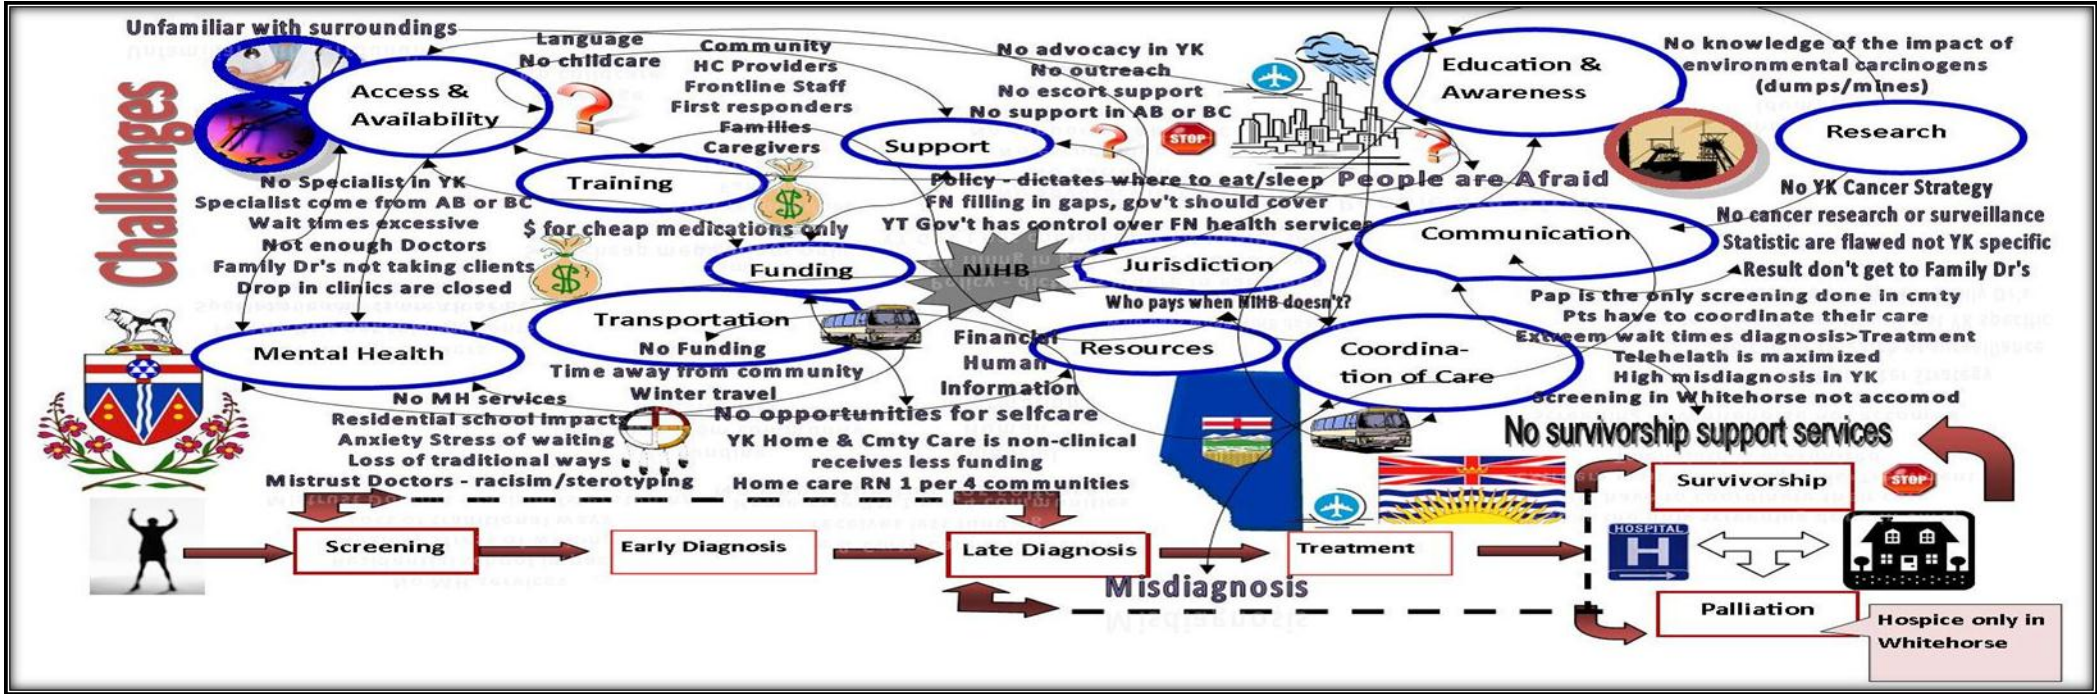 Challenges
Unfamiliar with surroundings
Access &
Availability
Language
No childcare
Community
HC Providers
Frontline Staff
First responders
Families
Caregivers
Training
No advocacy in YK
No outreach
No escort support
No support in AB or BC
Support
STOP
Education &
Awareness
No knowledge of the impact of
environmental carcinogens
(dumps/mines)
Research
No Specialist in YK
Specialist come from AB or BC
Wait times excessive
Not enough Doctors
Family Dr's not taking clients
Drop in clinics are closed
$ for cheap medications only
Policy - dictates where to eat/sleep
FN filling in gaps, gov't should cover
YT Gov't has control over FN health services
People are Afraid
Communication
No YK Cancer Strategy
No cancer research or surveillance
Statistic are flawed not YK specific
Result don't get to Family Dr's
Funding
NIHB
Jurisdiction
Who pays when NIHB doesn't?
Mental Health
Transportation
No Funding
Time away from community
Winter travel
Financial
Human
Information
Resources
Coordina-
tion of Care
Pap is the only screening done in cmty
Pts have to coordinate their care
Extreem wait times diagnosis>Treatment
Telehelath is maximized
High misdiagnosis in YK
Screening in Whitehorse not accomod
No MH services
Residential school impacts
Anxiety Stress of waiting
Loss of traditional ways
Mistrust Doctors - racisim/sterotyping
No opportunities for selfcare
YK Home & Cmty Care is non-clinical
receives less funding
Home care RN 1 per 4 communities
No survivorship support services
Screening
Early Diagnosis
Late Diagnosis
Treatment
Misdiagnosis
Survivorship
STOP
HOSPITAL
H
Palliation
Hospice only in
Whitehorse